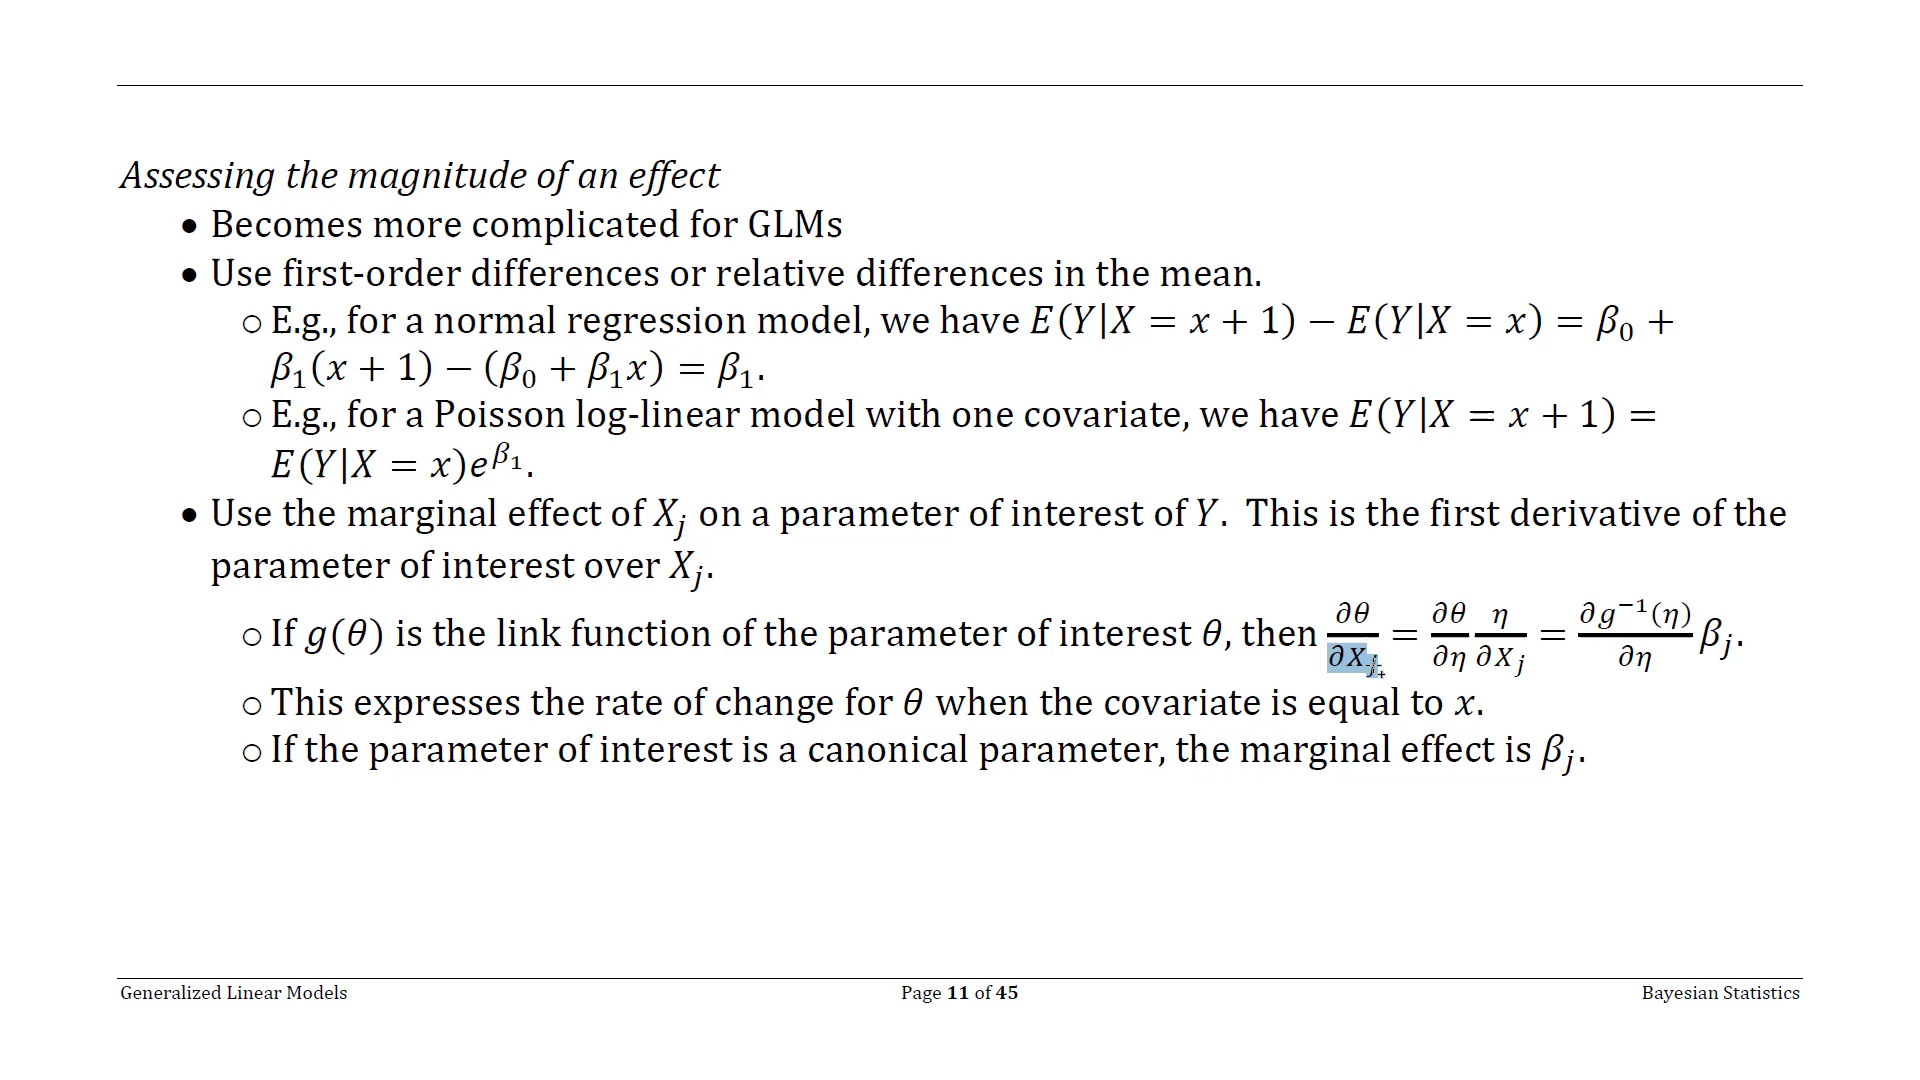 Assessing the magnitude of an effect
• Becomes more complicated for GLMs
• Use first-order differences or relative differences in the mean.
○ E.g., for a normal regression model, we have E(Y|X = x + 1) − E(Y|X = x) = β₀ +
β₁(x + 1) − (β₀ + β₁x) = β₁.
○ E.g., for a Poisson log-linear model with one covariate, we have E(Y|X = x + 1) =
E(Y|X = x)e^{β₁}.
• Use the marginal effect of Xⱼ on a parameter of interest of Y. This is the first derivative of the
parameter of interest over Xⱼ.
○ If g(θ) is the link function of the parameter of interest θ, then ∂θ/∂Xⱼ = ∂θ/∂η η/∂Xⱼ = ∂g⁻¹(η)/∂η βⱼ.
○ This expresses the rate of change for θ when the covariate is equal to x.
○ If the parameter of interest is a canonical parameter, the marginal effect is βⱼ.
Generalized Linear Models Page 11 of 45 Bayesian Statistics